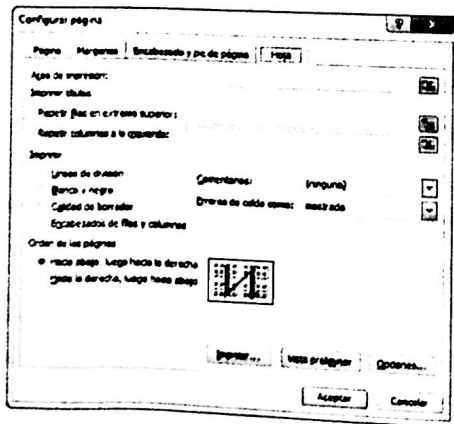 Configurar página
Página Márgenes Encabezado y pie de página Hoja
Área de impresión:
Imprimir títulos
Repetir filas en extremo superior:
Repetir columnas a la izquierda:
Imprimir
Líneas de división
Blanco y negro
Calidad de borrador
Encabezados de filas y columnas
Comentarios: (ninguno)
Errores de celda como: mostrado
Orden de las páginas
Hacia abajo, luego hacia la derecha
Hacia la derecha, luego hacia abajo
Imprimir... Vista preliminar Opciones...
Aceptar Cancelar